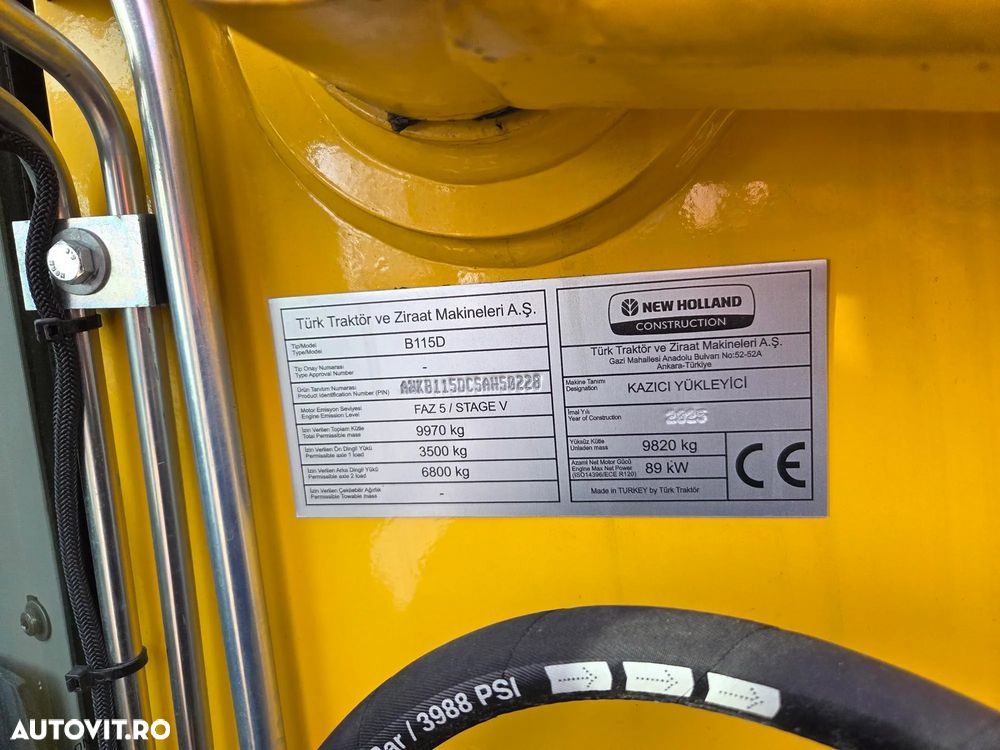 Türk Traktör ve Ziraat Makineleri A.Ş.
Tip/Model
Type/Model
B115D
Tip Onay Numarası
Type Approval Number
-
Ürün Tanıtım Numarası
Product Identification Number (PIN)
Motor Emisyon Seviyesi
Engine Emission Level
FAZ 5 / STAGE V
İzin Verilen Toplam Kütle
Total Permissible mass
9970 kg
İzin Verilen Ön Dingil Yükü
Permissible axle 1 load
3500 kg
İzin Verilen Arka Dingil Yükü
Permissible axle 2 load
6800 kg
İzin Verilen Çekilebilir Ağırlık
Permissible Towable mass
-
NEW HOLLAND
CONSTRUCTION
Türk Traktör ve Ziraat Makineleri A.Ş.
Gazi Mahallesi Anadolu Bulvarı No:52-52A
Ankara-Türkiye
Makine Tanımı
Designation
KAZICI YÜKLEYİCİ
İmal Yılı
Year of Construction
2025
Yüksüz Kütle
Unladen mass
9820 kg
Azami Net Motor Gücü
Engine Max Net Power
(ISO14396/ECE R120)
89 kW
CE
Made in TURKEY by Türk Traktör
Bar / 3988 PSI
AUTOVIT.RO